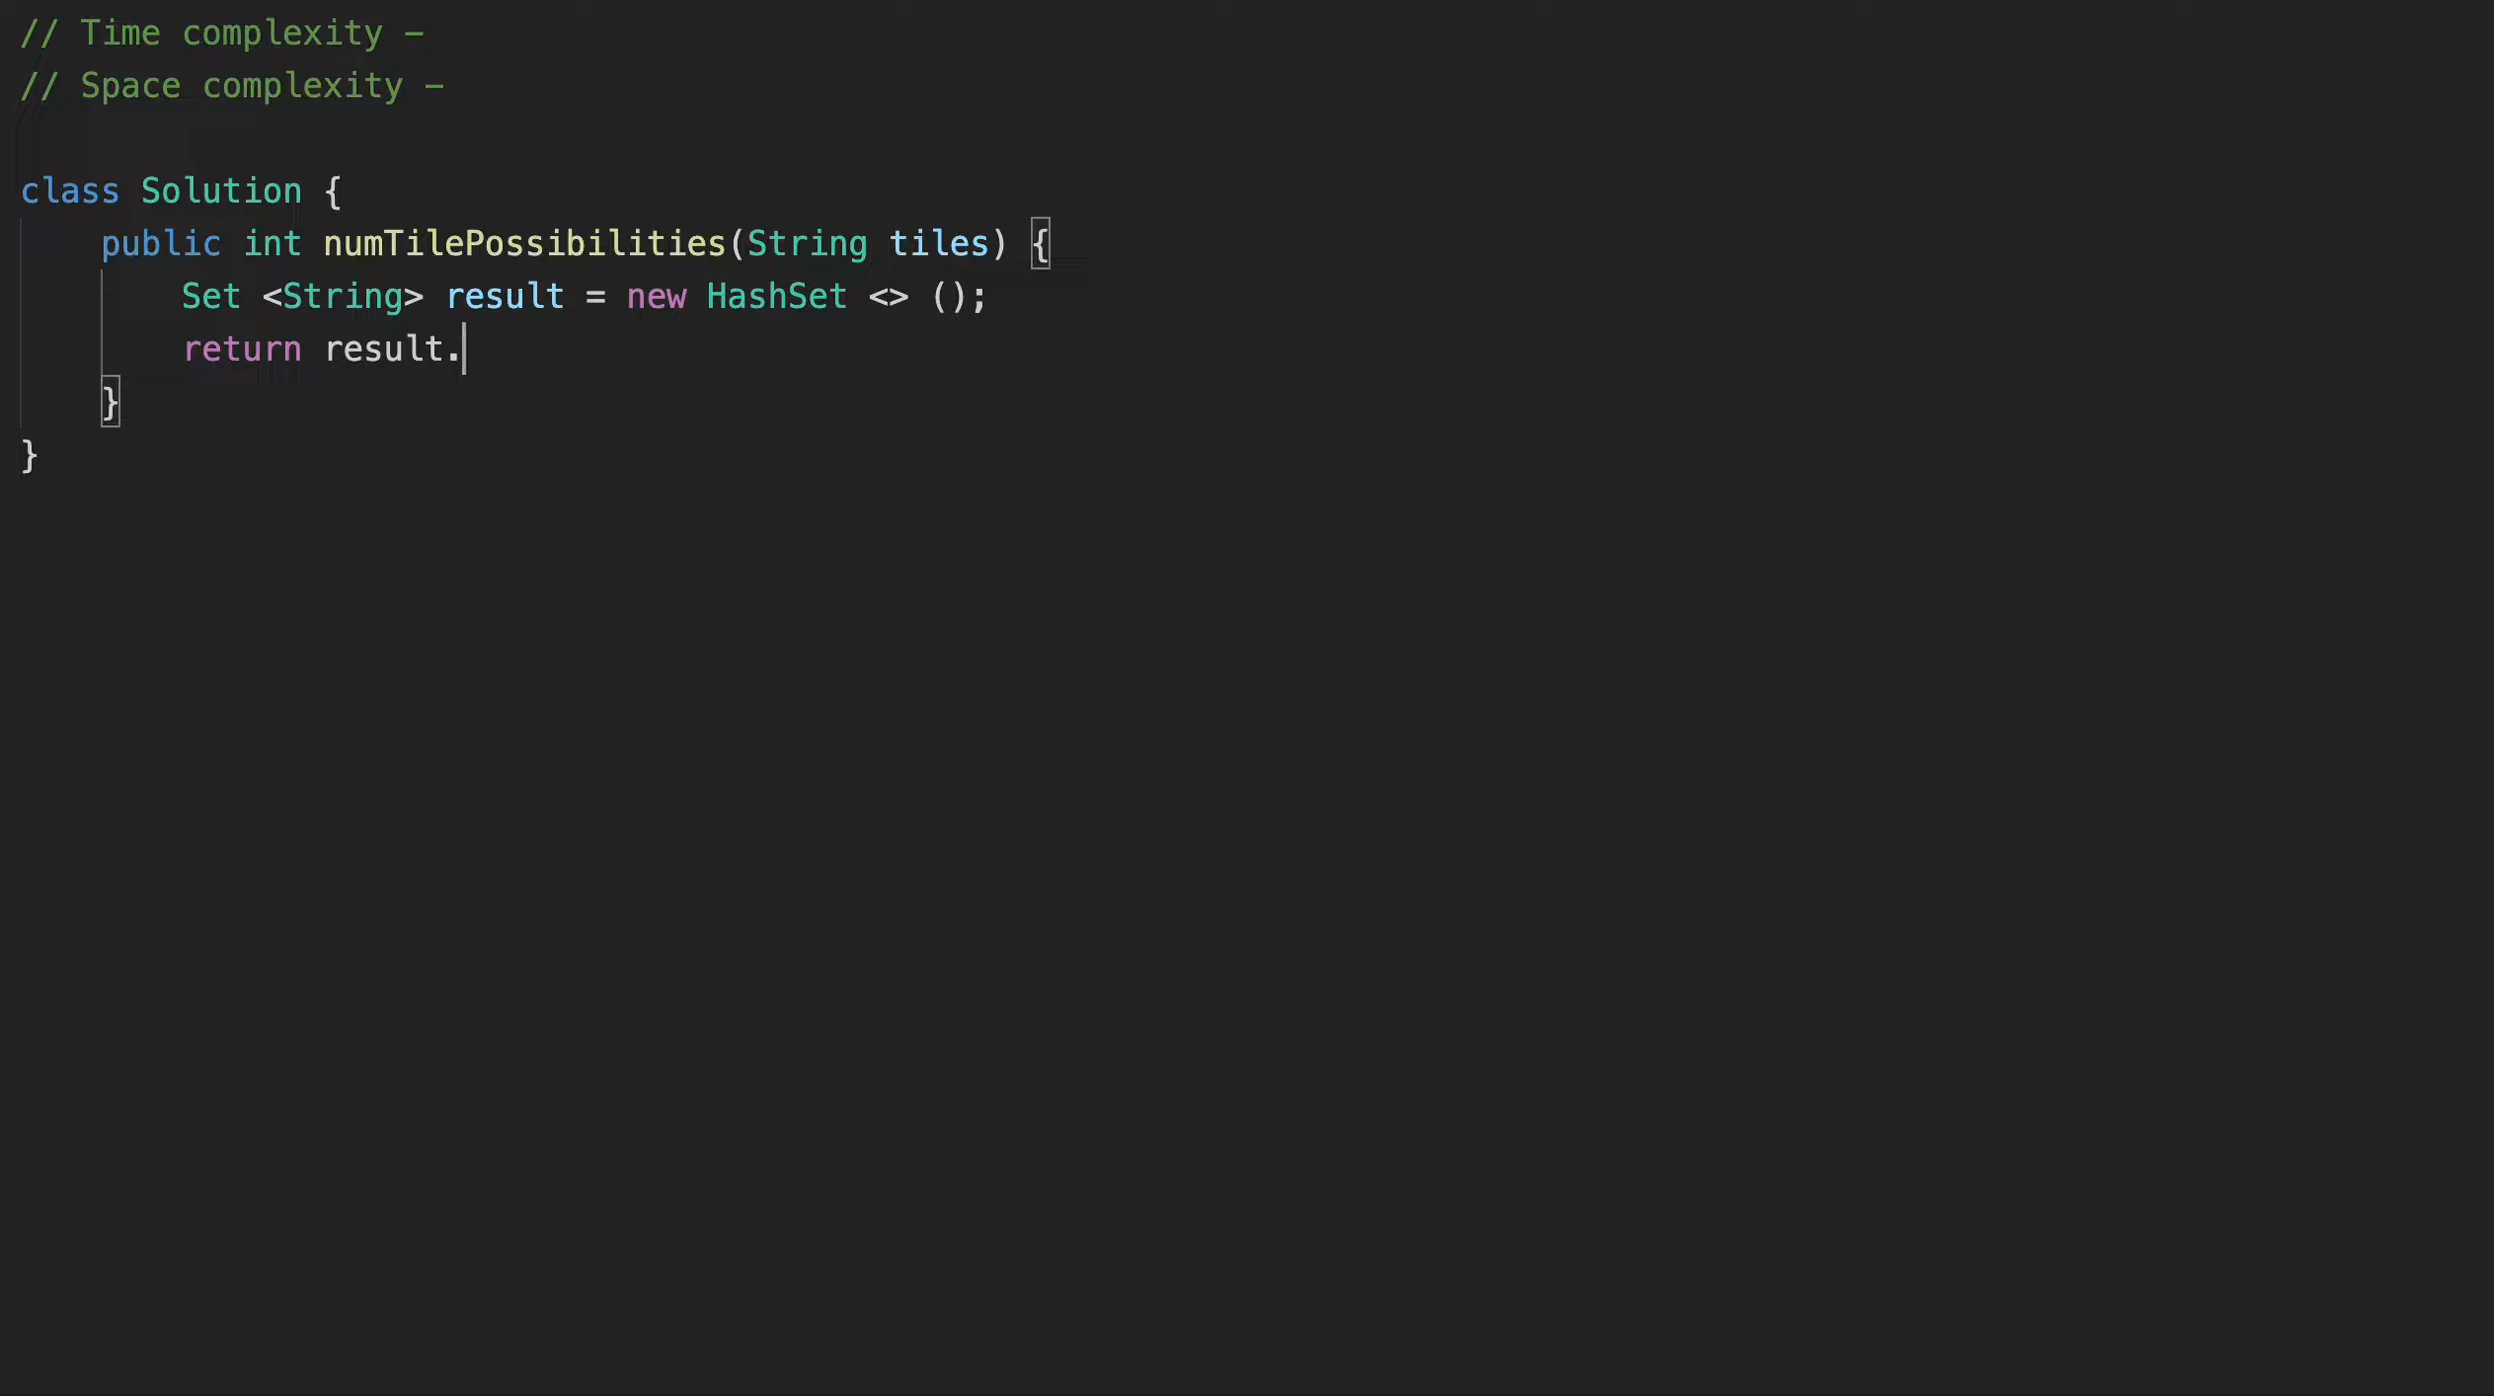 // Time complexity –
// Space complexity –
class Solution {
public int numTilePossibilities(String tiles) {
Set <String> result = new HashSet <> ();
return result.
}
}